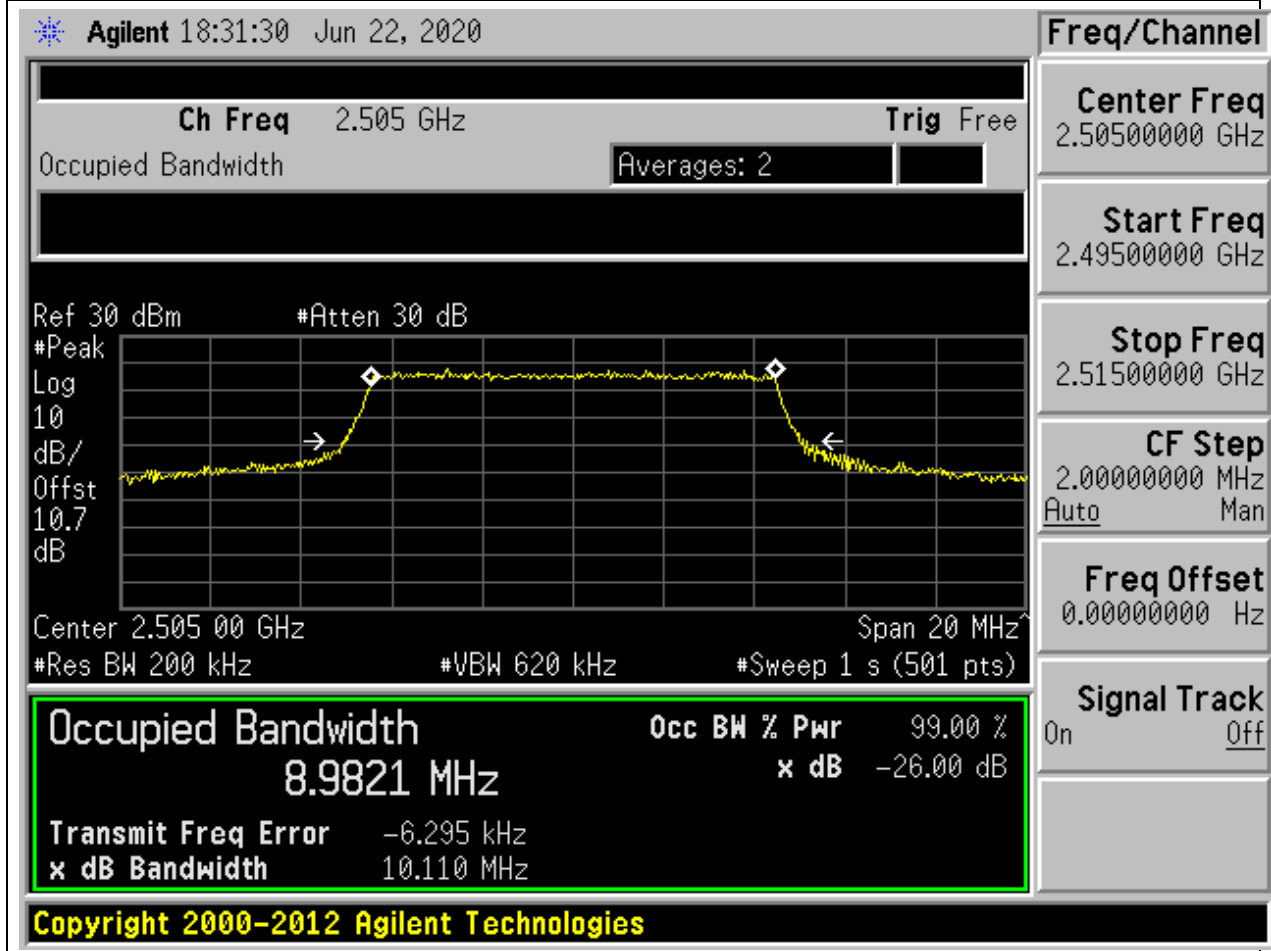 Agilent 18:31:30 Jun 22, 2020
Freq/Channel
Ch Freq 2.505 GHz Trig Free
Occupied Bandwidth Averages: 2
Center Freq
2.50500000 GHz
Start Freq
2.49500000 GHz
Stop Freq
2.51500000 GHz
CF Step
2.00000000 MHz
Auto Man
Freq Offset
0.00000000 Hz
Signal Track
On Off
Ref 30 dBm #Atten 30 dB
#Peak
Log
10
dB/
Offst
10.7
dB
Center 2.505 00 GHz Span 20 MHz^
#Res BW 200 kHz #VBW 620 kHz #Sweep 1 s (501 pts)
Occupied Bandwidth Occ BW % Pwr 99.00 %
8.9821 MHz x dB -26.00 dB
Transmit Freq Error -6.295 kHz
x dB Bandwidth 10.110 MHz
Copyright 2000-2012 Agilent Technologies